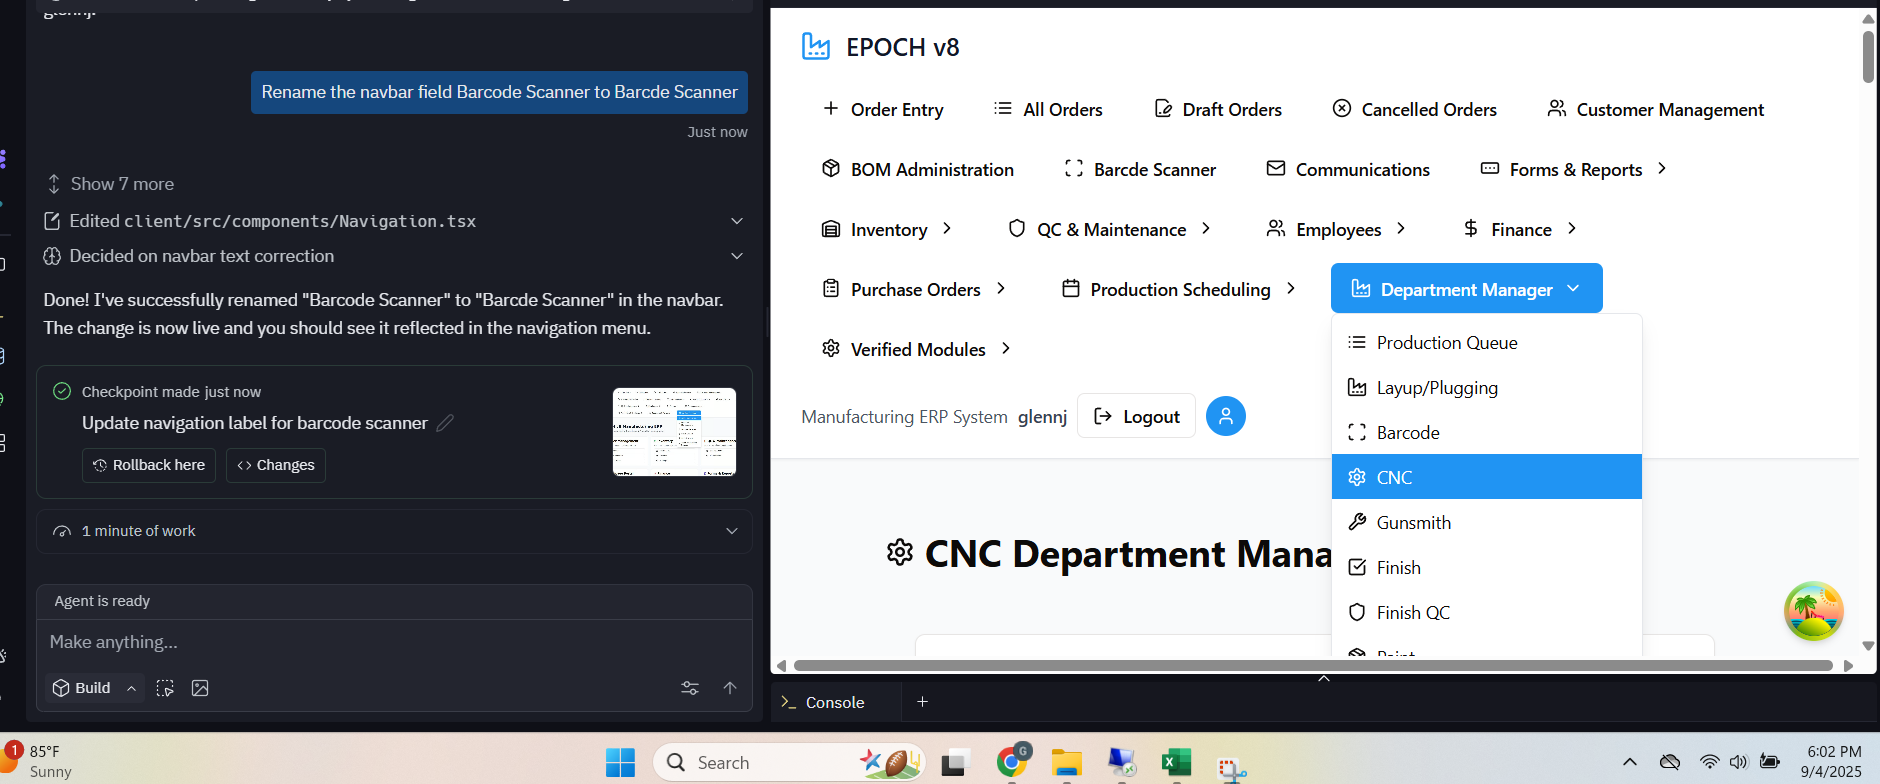 glennj.
Rename the navbar field Barcode Scanner to Barcde Scanner
Just now
Show 7 more
Edited client/src/components/Navigation.tsx
Decided on navbar text correction
Done! I've successfully renamed "Barcode Scanner" to "Barcde Scanner" in the navbar.
The change is now live and you should see it reflected in the navigation menu.
Checkpoint made just now
Update navigation label for barcode scanner
Rollback here
Changes
1 minute of work
Agent is ready
Make anything...
Build
EPOCH v8
Order Entry
All Orders
Draft Orders
Cancelled Orders
Customer Management
BOM Administration
Barcde Scanner
Communications
Forms & Reports
Inventory
QC & Maintenance
Employees
Finance
Purchase Orders
Production Scheduling
Department Manager
Verified Modules
Production Queue
Layup/Plugging
Barcode
CNC
Gunsmith
Finish
Finish QC
Paint
Manufacturing ERP System glennj
Logout
CNC Department Mana
Console
1
85°F
Sunny
Search
G
6:02 PM
9/4/2025